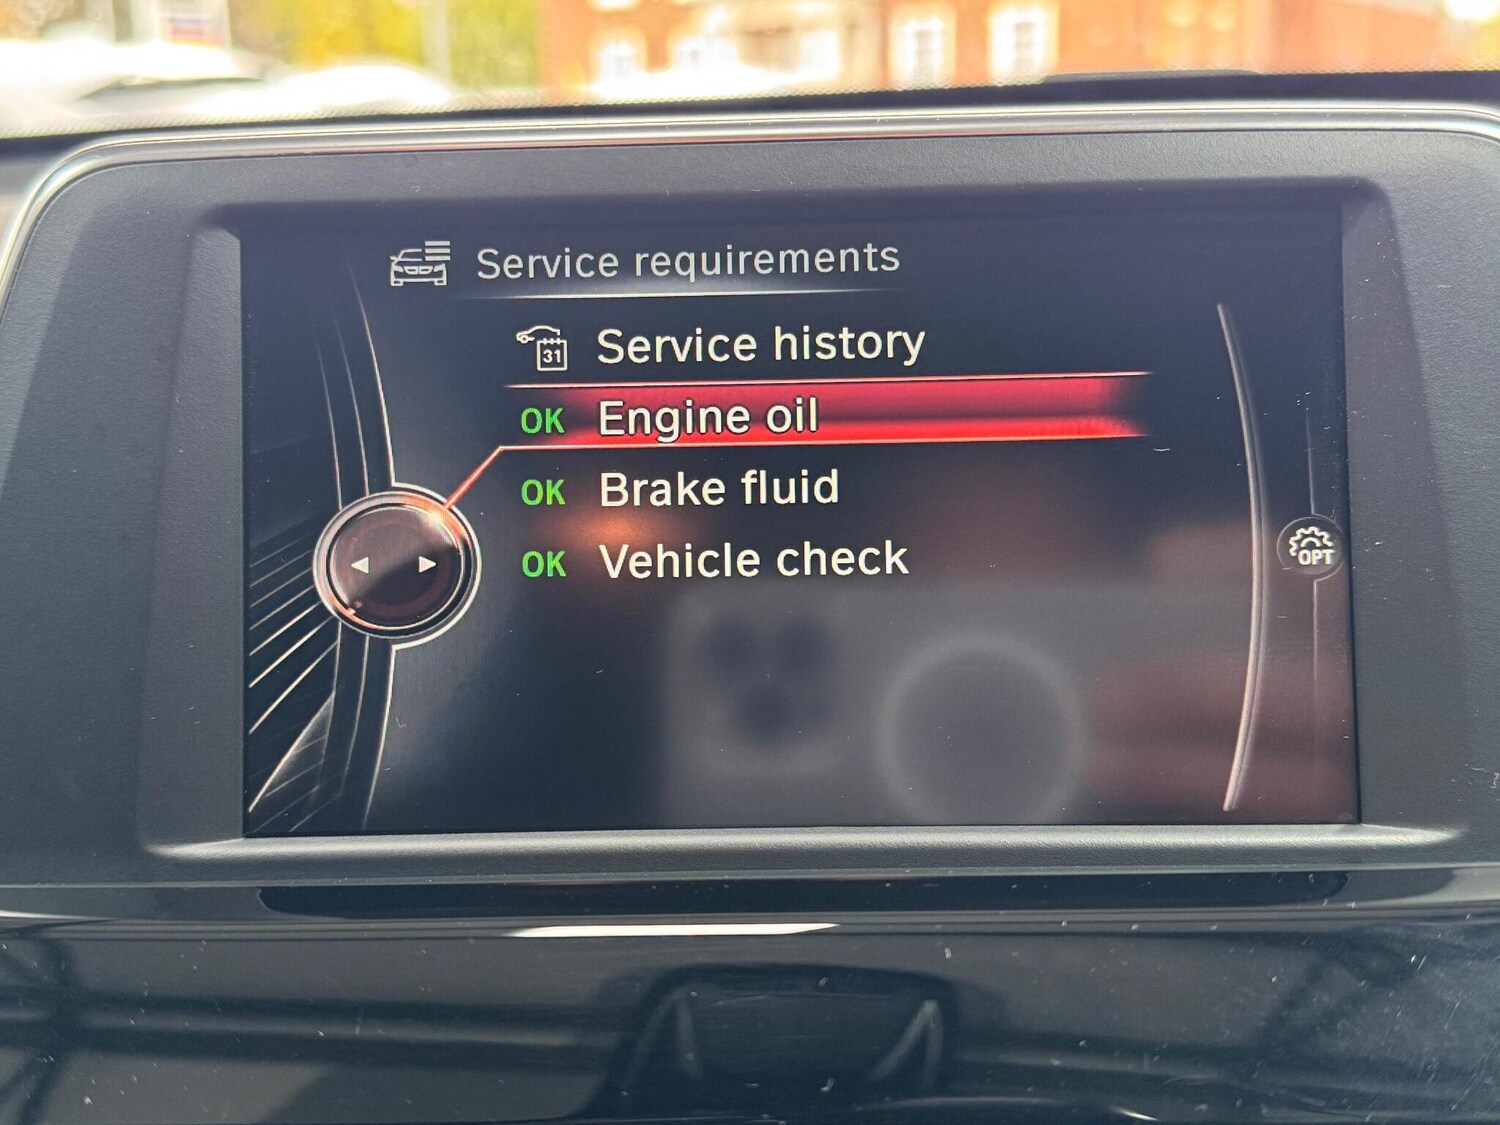 Service requirements
31 Service history
OK Engine oil
OK Brake fluid
OK Vehicle check
OPT